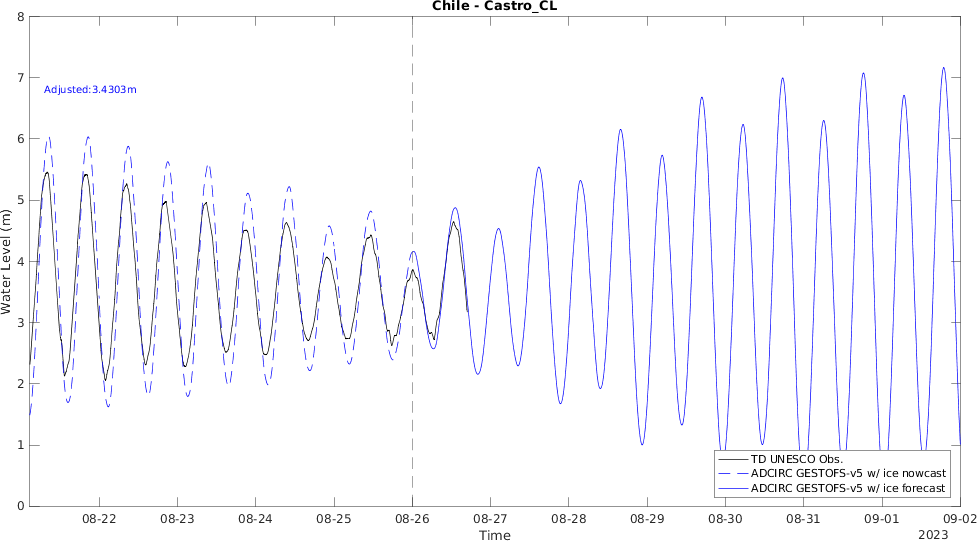 Chile - Castro_CL
8
7
6
5
4
3
2
1
0
Water Level (m)
Adjusted:3.4303m
TD UNESCO Obs.
ADCIRC GESTOFS-v5 w/ ice nowcast
ADCIRC GESTOFS-v5 w/ ice forecast
08-22 08-23 08-24 08-25 08-26 08-27 08-28 08-29 08-30 08-31 09-01 09-02
Time
2023